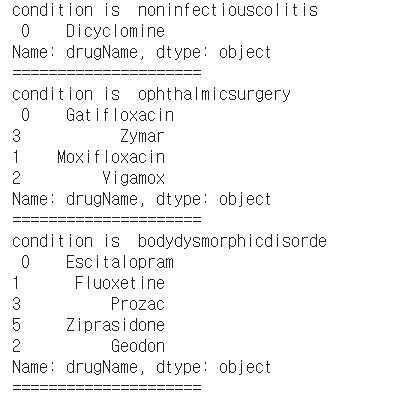 condition is  noninfectiouscolitis
 0    Dicyclomine
Name: drugName, dtype: object
=====================
condition is  ophthalmicsurgery
 0    Gatifloxacin
3           Zymar
1    Moxifloxacin
2         Vigamox
Name: drugName, dtype: object
=====================
condition is  bodydysmorphicdisorde
 0    Escitalopram
1      Fluoxetine
3          Prozac
5     Ziprasidone
2          Geodon
Name: drugName, dtype: object
=====================